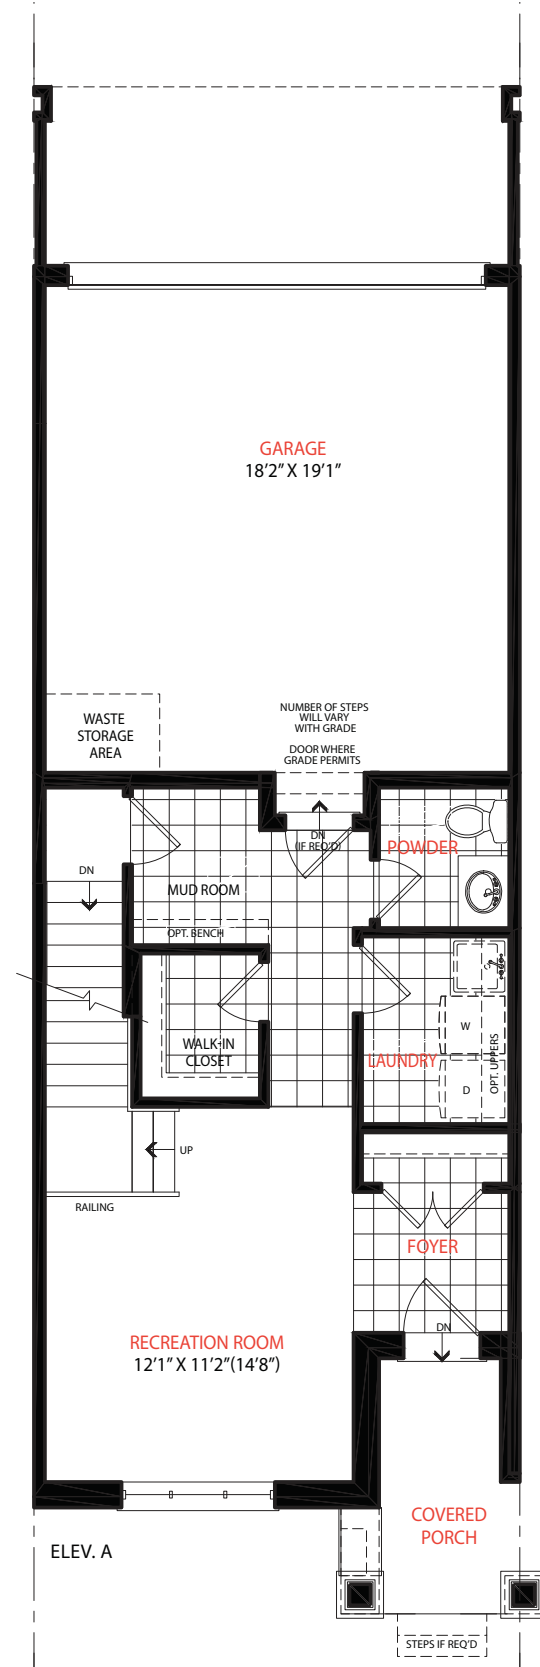 GARAGE
18'2" X 19'1"
WASTE
STORAGE
AREA
NUMBER OF STEPS
WILL VARY
WITH GRADE
DOOR WHERE
GRADE PERMITS
DN
(IF REQ'D)
POWDER
DN
MUD ROOM
OPT. BENCH
WALK-IN
CLOSET
LAUNDRY
W
D
OPT. UPPERS
UP
RAILING
FOYER
DN
RECREATION ROOM
12'1" X 11'2"(14'8")
COVERED
PORCH
ELEV. A
STEPS IF REQ'D